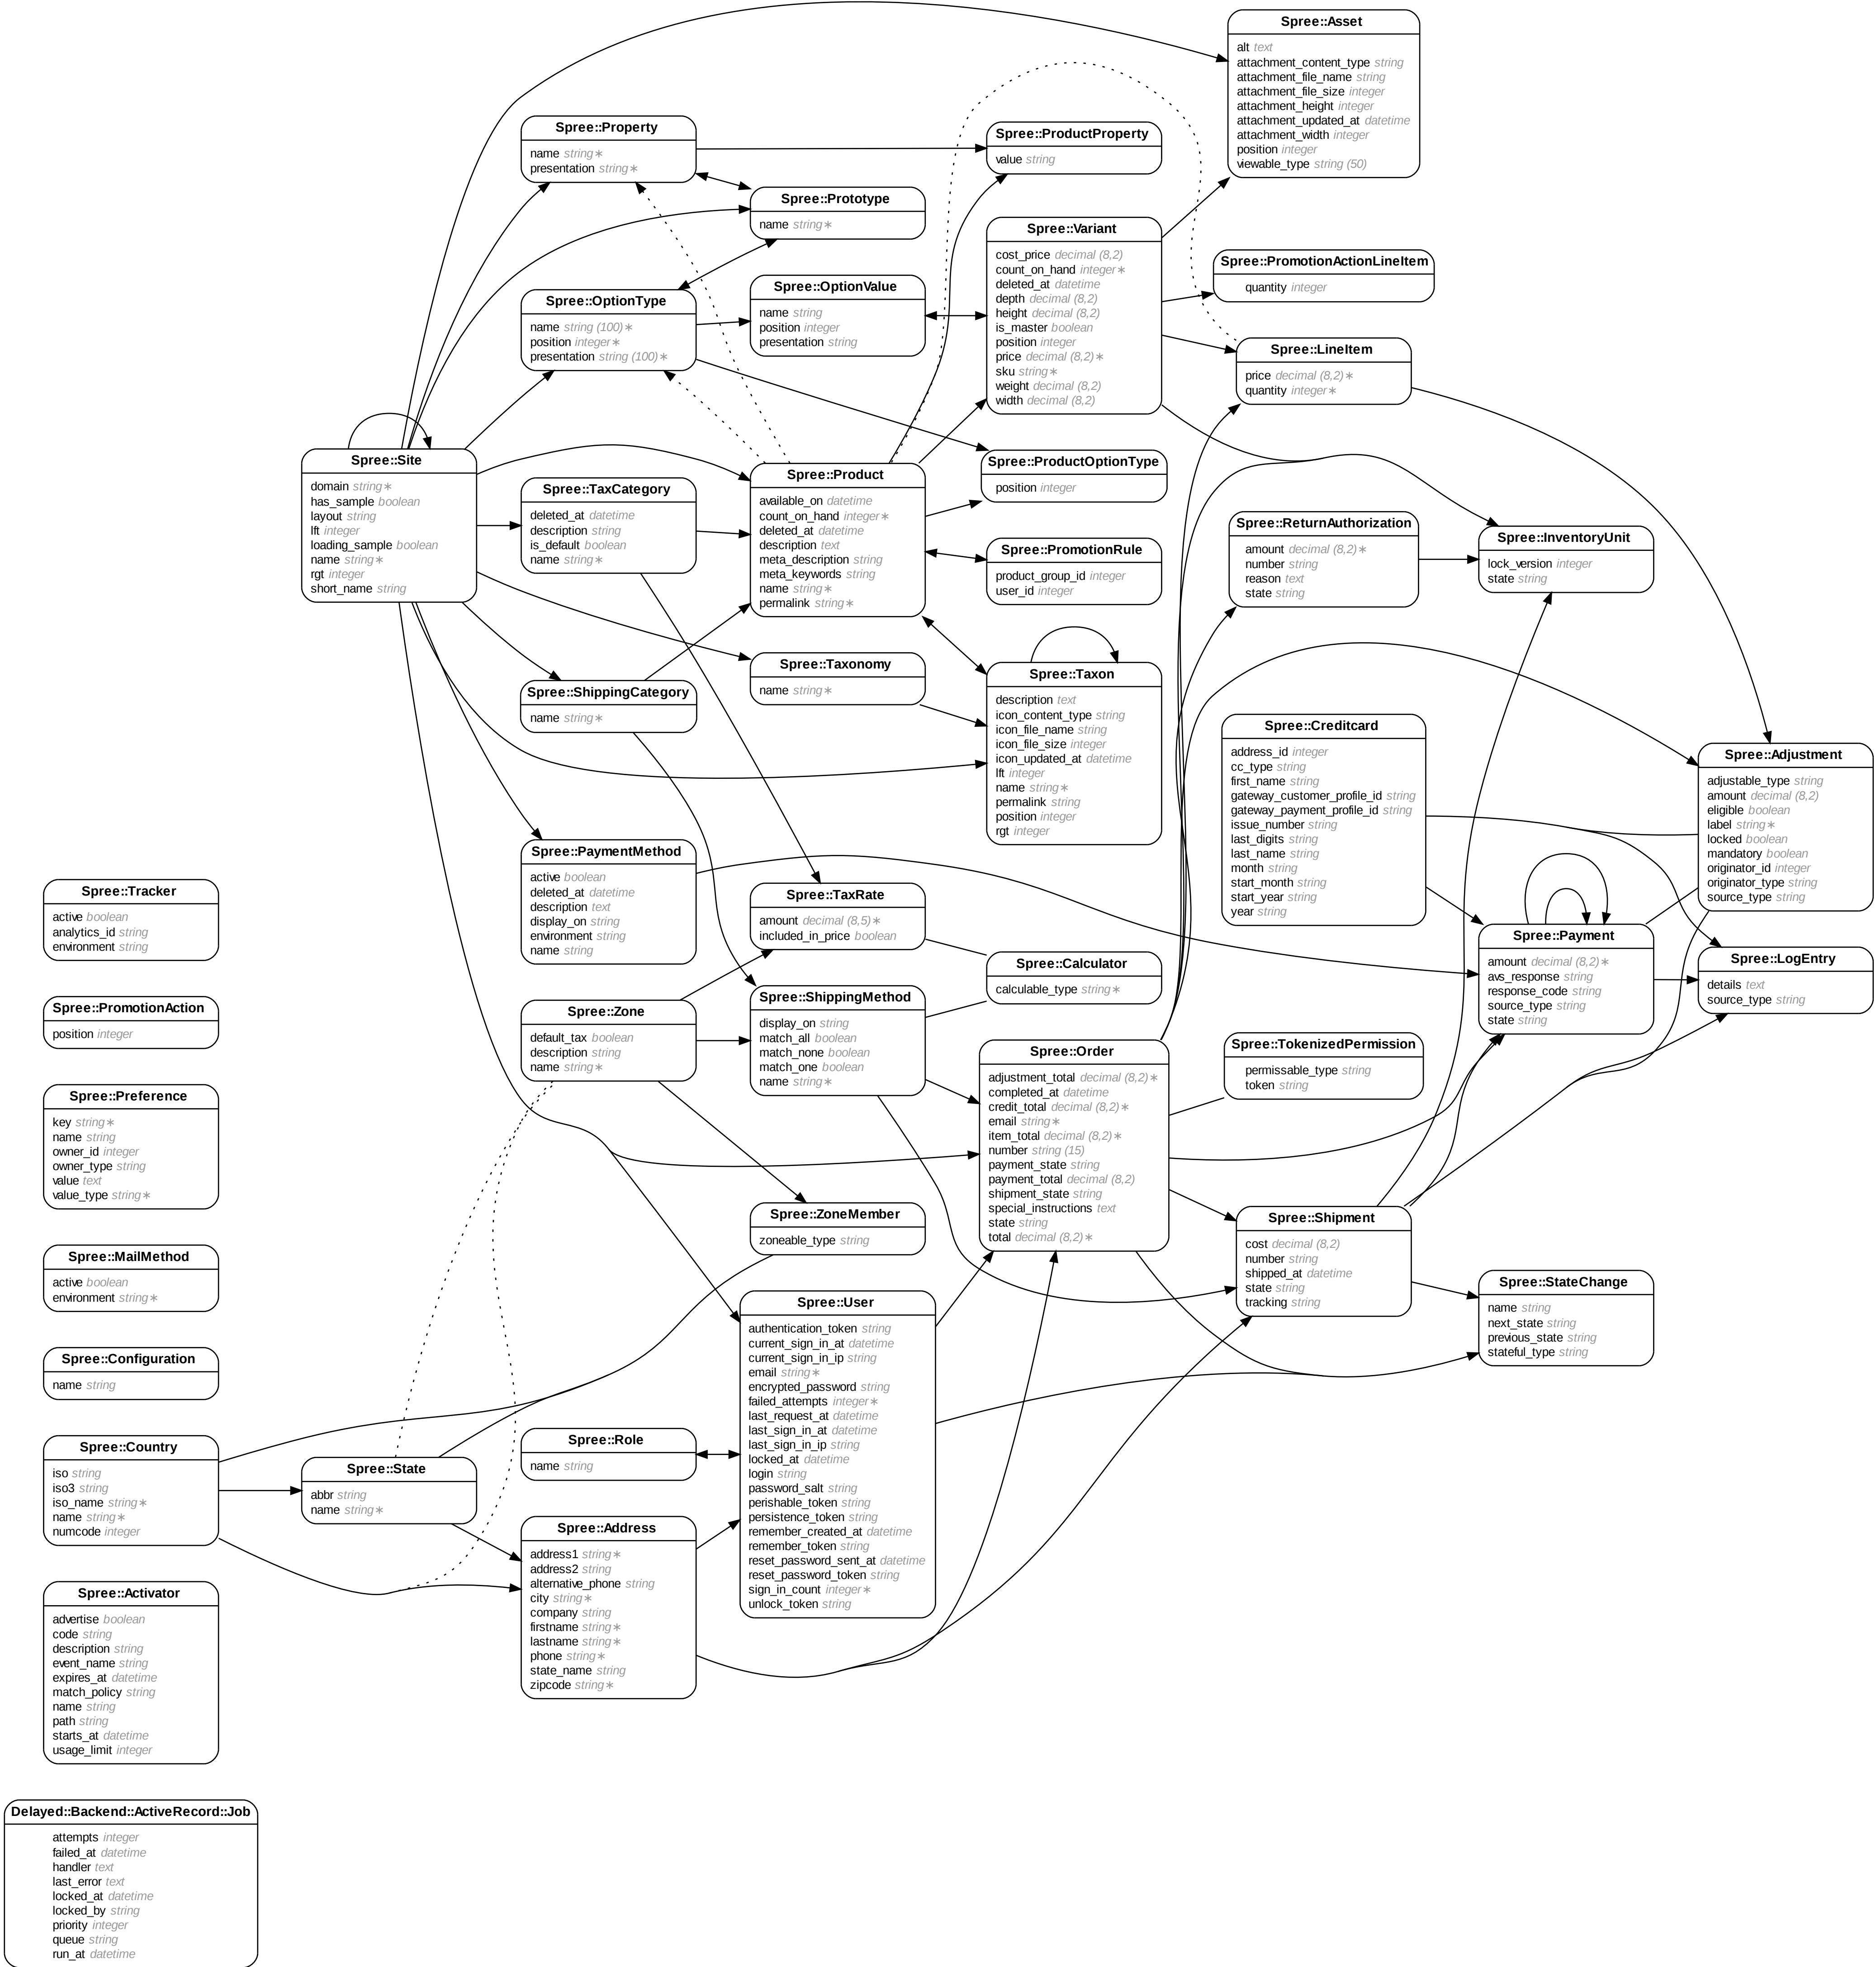 Spree::Asset
alt text
attachment_content_type string
attachment_file_name string
attachment_file_size integer
attachment_height integer
attachment_updated_at datetime
attachment_width integer
position integer
viewable_type string (50)
Spree::Property
name string∗
presentation string∗
Spree::ProductProperty
value string
Spree::Prototype
name string∗
Spree::Variant
cost_price decimal (8,2)
count_on_hand integer∗
deleted_at datetime
depth decimal (8,2)
height decimal (8,2)
is_master boolean
position integer
price decimal (8,2)∗
sku string∗
weight decimal (8,2)
width decimal (8,2)
Spree::PromotionActionLineItem
quantity integer
Spree::OptionType
name string (100)∗
position integer∗
presentation string (100)∗
Spree::OptionValue
name string
position integer
presentation string
Spree::LineItem
price decimal (8,2)∗
quantity integer∗
Spree::Site
domain string∗
has_sample boolean
layout string
lft integer
loading_sample boolean
name string∗
rgt integer
short_name string
Spree::TaxCategory
deleted_at datetime
description string
is_default boolean
name string∗
Spree::Product
available_on datetime
count_on_hand integer∗
deleted_at datetime
description text
meta_description string
meta_keywords string
name string∗
permalink string∗
Spree::ProductOptionType
position integer
Spree::PromotionRule
product_group_id integer
user_id integer
Spree::ReturnAuthorization
amount decimal (8,2)∗
number string
reason text
state string
Spree::InventoryUnit
lock_version integer
state string
Spree::Taxonomy
name string∗
Spree::ShippingCategory
name string∗
Spree::Taxon
description text
icon_content_type string
icon_file_name string
icon_file_size integer
icon_updated_at datetime
lft integer
name string∗
permalink string
position integer
rgt integer
Spree::Creditcard
address_id integer
cc_type string
first_name string
gateway_customer_profile_id string
gateway_payment_profile_id string
issue_number string
last_digits string
last_name string
month string
start_month string
start_year string
year string
Spree::Adjustment
adjustable_type string
amount decimal (8,2)
eligible boolean
label string∗
locked boolean
mandatory boolean
originator_id integer
originator_type string
source_type string
Spree::PaymentMethod
active boolean
deleted_at datetime
description text
display_on string
environment string
name string
Spree::Tracker
active boolean
analytics_id string
environment string
Spree::TaxRate
amount decimal (8,5)∗
included_in_price boolean
Spree::Payment
amount decimal (8,2)∗
avs_response string
response_code string
source_type string
state string
Spree::LogEntry
details text
source_type string
Spree::Calculator
calculable_type string∗
Spree::PromotionAction
position integer
Spree::Zone
default_tax boolean
description string
name string∗
Spree::ShippingMethod
display_on string
match_all boolean
match_none boolean
match_one boolean
name string∗
Spree::Order
adjustment_total decimal (8,2)∗
completed_at datetime
credit_total decimal (8,2)∗
email string∗
item_total decimal (8,2)∗
number string (15)
payment_state string
payment_total decimal (8,2)
shipment_state string
special_instructions text
state string
total decimal (8,2)∗
Spree::TokenizedPermission
permissable_type string
token string
Spree::Preference
key string∗
name string
owner_id integer
owner_type string
value text
value_type string∗
Spree::ZoneMember
zoneable_type string
Spree::Shipment
cost decimal (8,2)
number string
shipped_at datetime
state string
tracking string
Spree::MailMethod
active boolean
environment string∗
Spree::StateChange
name string
next_state string
previous_state string
stateful_type string
Spree::User
authentication_token string
current_sign_in_at datetime
current_sign_in_ip string
email string∗
encrypted_password string
failed_attempts integer∗
last_request_at datetime
last_sign_in_at datetime
last_sign_in_ip string
locked_at datetime
login string
password_salt string
perishable_token string
persistence_token string
remember_created_at datetime
remember_token string
reset_password_sent_at datetime
reset_password_token string
sign_in_count integer∗
unlock_token string
Spree::Configuration
name string
Spree::Country
iso string
iso3 string
iso_name string∗
name string∗
numcode integer
Spree::State
abbr string
name string∗
Spree::Role
name string
Spree::Address
address1 string∗
address2 string
alternative_phone string
city string∗
company string
firstname string∗
lastname string∗
phone string∗
state_name string
zipcode string∗
Spree::Activator
advertise boolean
code string
description string
event_name string
expires_at datetime
match_policy string
name string
path string
starts_at datetime
usage_limit integer
Delayed::Backend::ActiveRecord::Job
attempts integer
failed_at datetime
handler text
last_error text
locked_at datetime
locked_by string
priority integer
queue string
run_at datetime